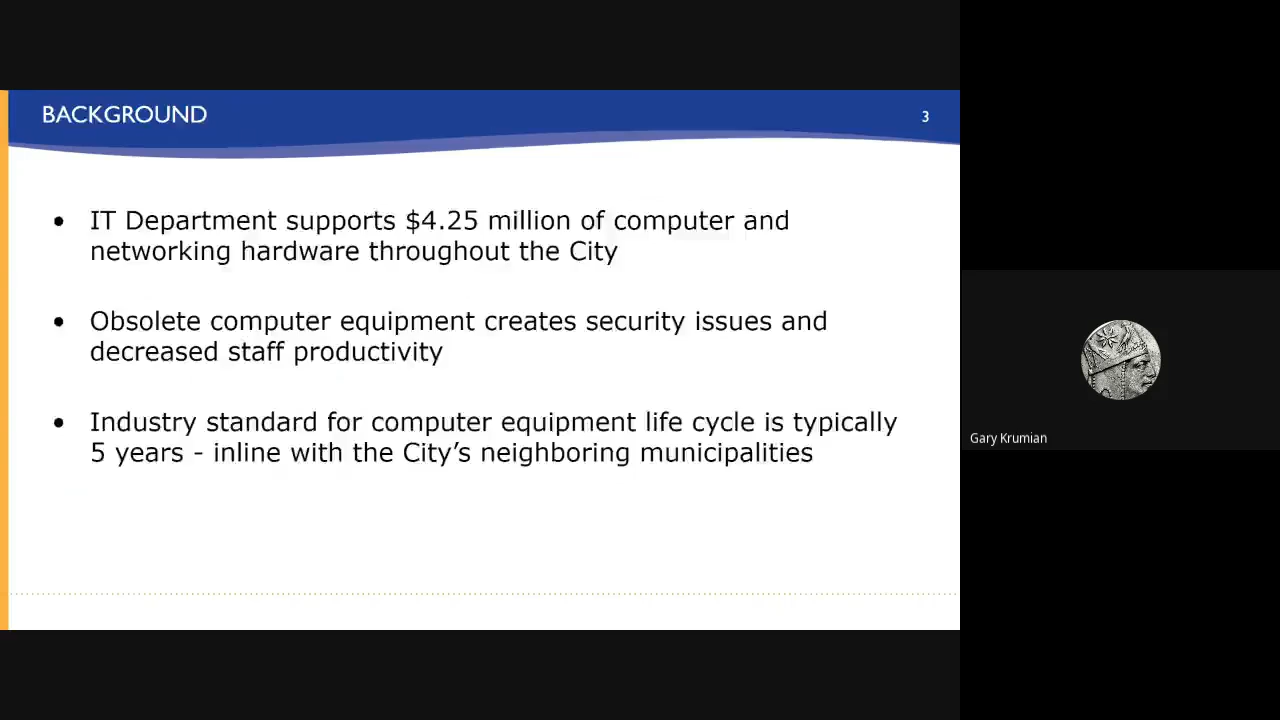 BACKGROUND
3
• IT Department supports $4.25 million of computer and
networking hardware throughout the City
• Obsolete computer equipment creates security issues and
decreased staff productivity
• Industry standard for computer equipment life cycle is typically
5 years - inline with the City’s neighboring municipalities
Gary Krumian